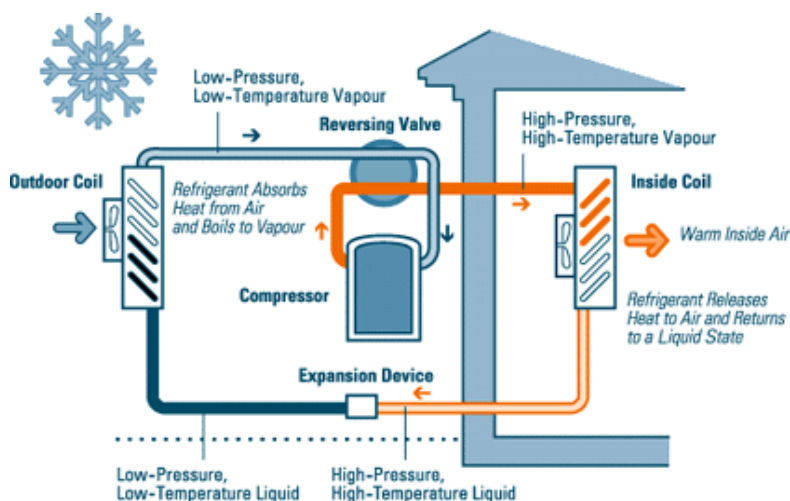 Low-Pressure,
Low-Temperature Vapour
Reversing Valve
High-Pressure,
High-Temperature Vapour
Outdoor Coil
Refrigerant Absorbs
Heat from Air
and Boils to Vapour
Inside Coil
Warm Inside Air
Compressor
Refrigerant Releases
Heat to Air and Returns
to a Liquid State
Expansion Device
Low-Pressure,
Low-Temperature Liquid
High-Pressure,
High-Temperature Liquid